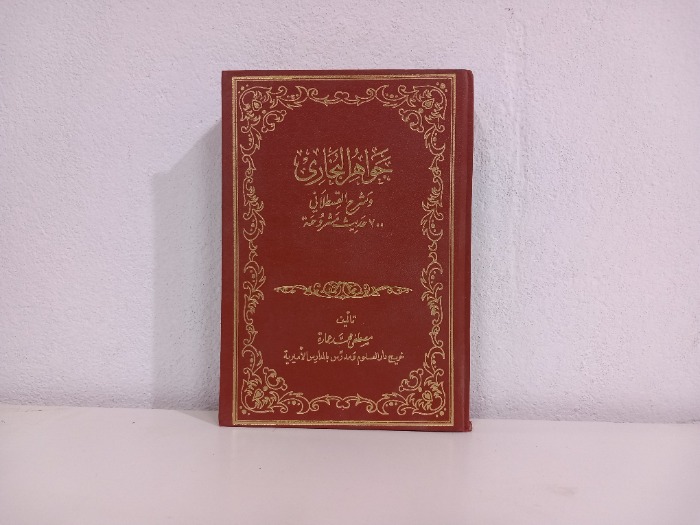 جواهر البخاري
وشرح القسطلاني
٧٠٠ حديث مشروحة
تأليف
مصطفى محمد عمارة
خريج دار العلوم ومدرس بالمدارس الأميرية